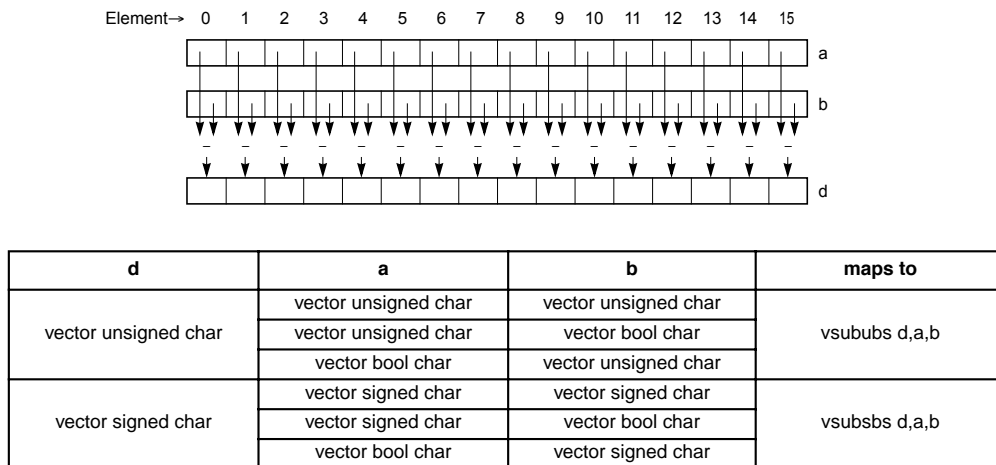 Element→ 0 1 2 3 4 5 6 7 8 9 10 11 12 13 14 15
a
b
– – – – – – – – – – – – – – – –
d
d a b maps to
vector unsigned char vector unsigned char vector unsigned char vsububs d,a,b
vector unsigned char vector bool char
vector bool char vector unsigned char
vector signed char vector signed char vector signed char vsubsbs d,a,b
vector signed char vector bool char
vector bool char vector signed char